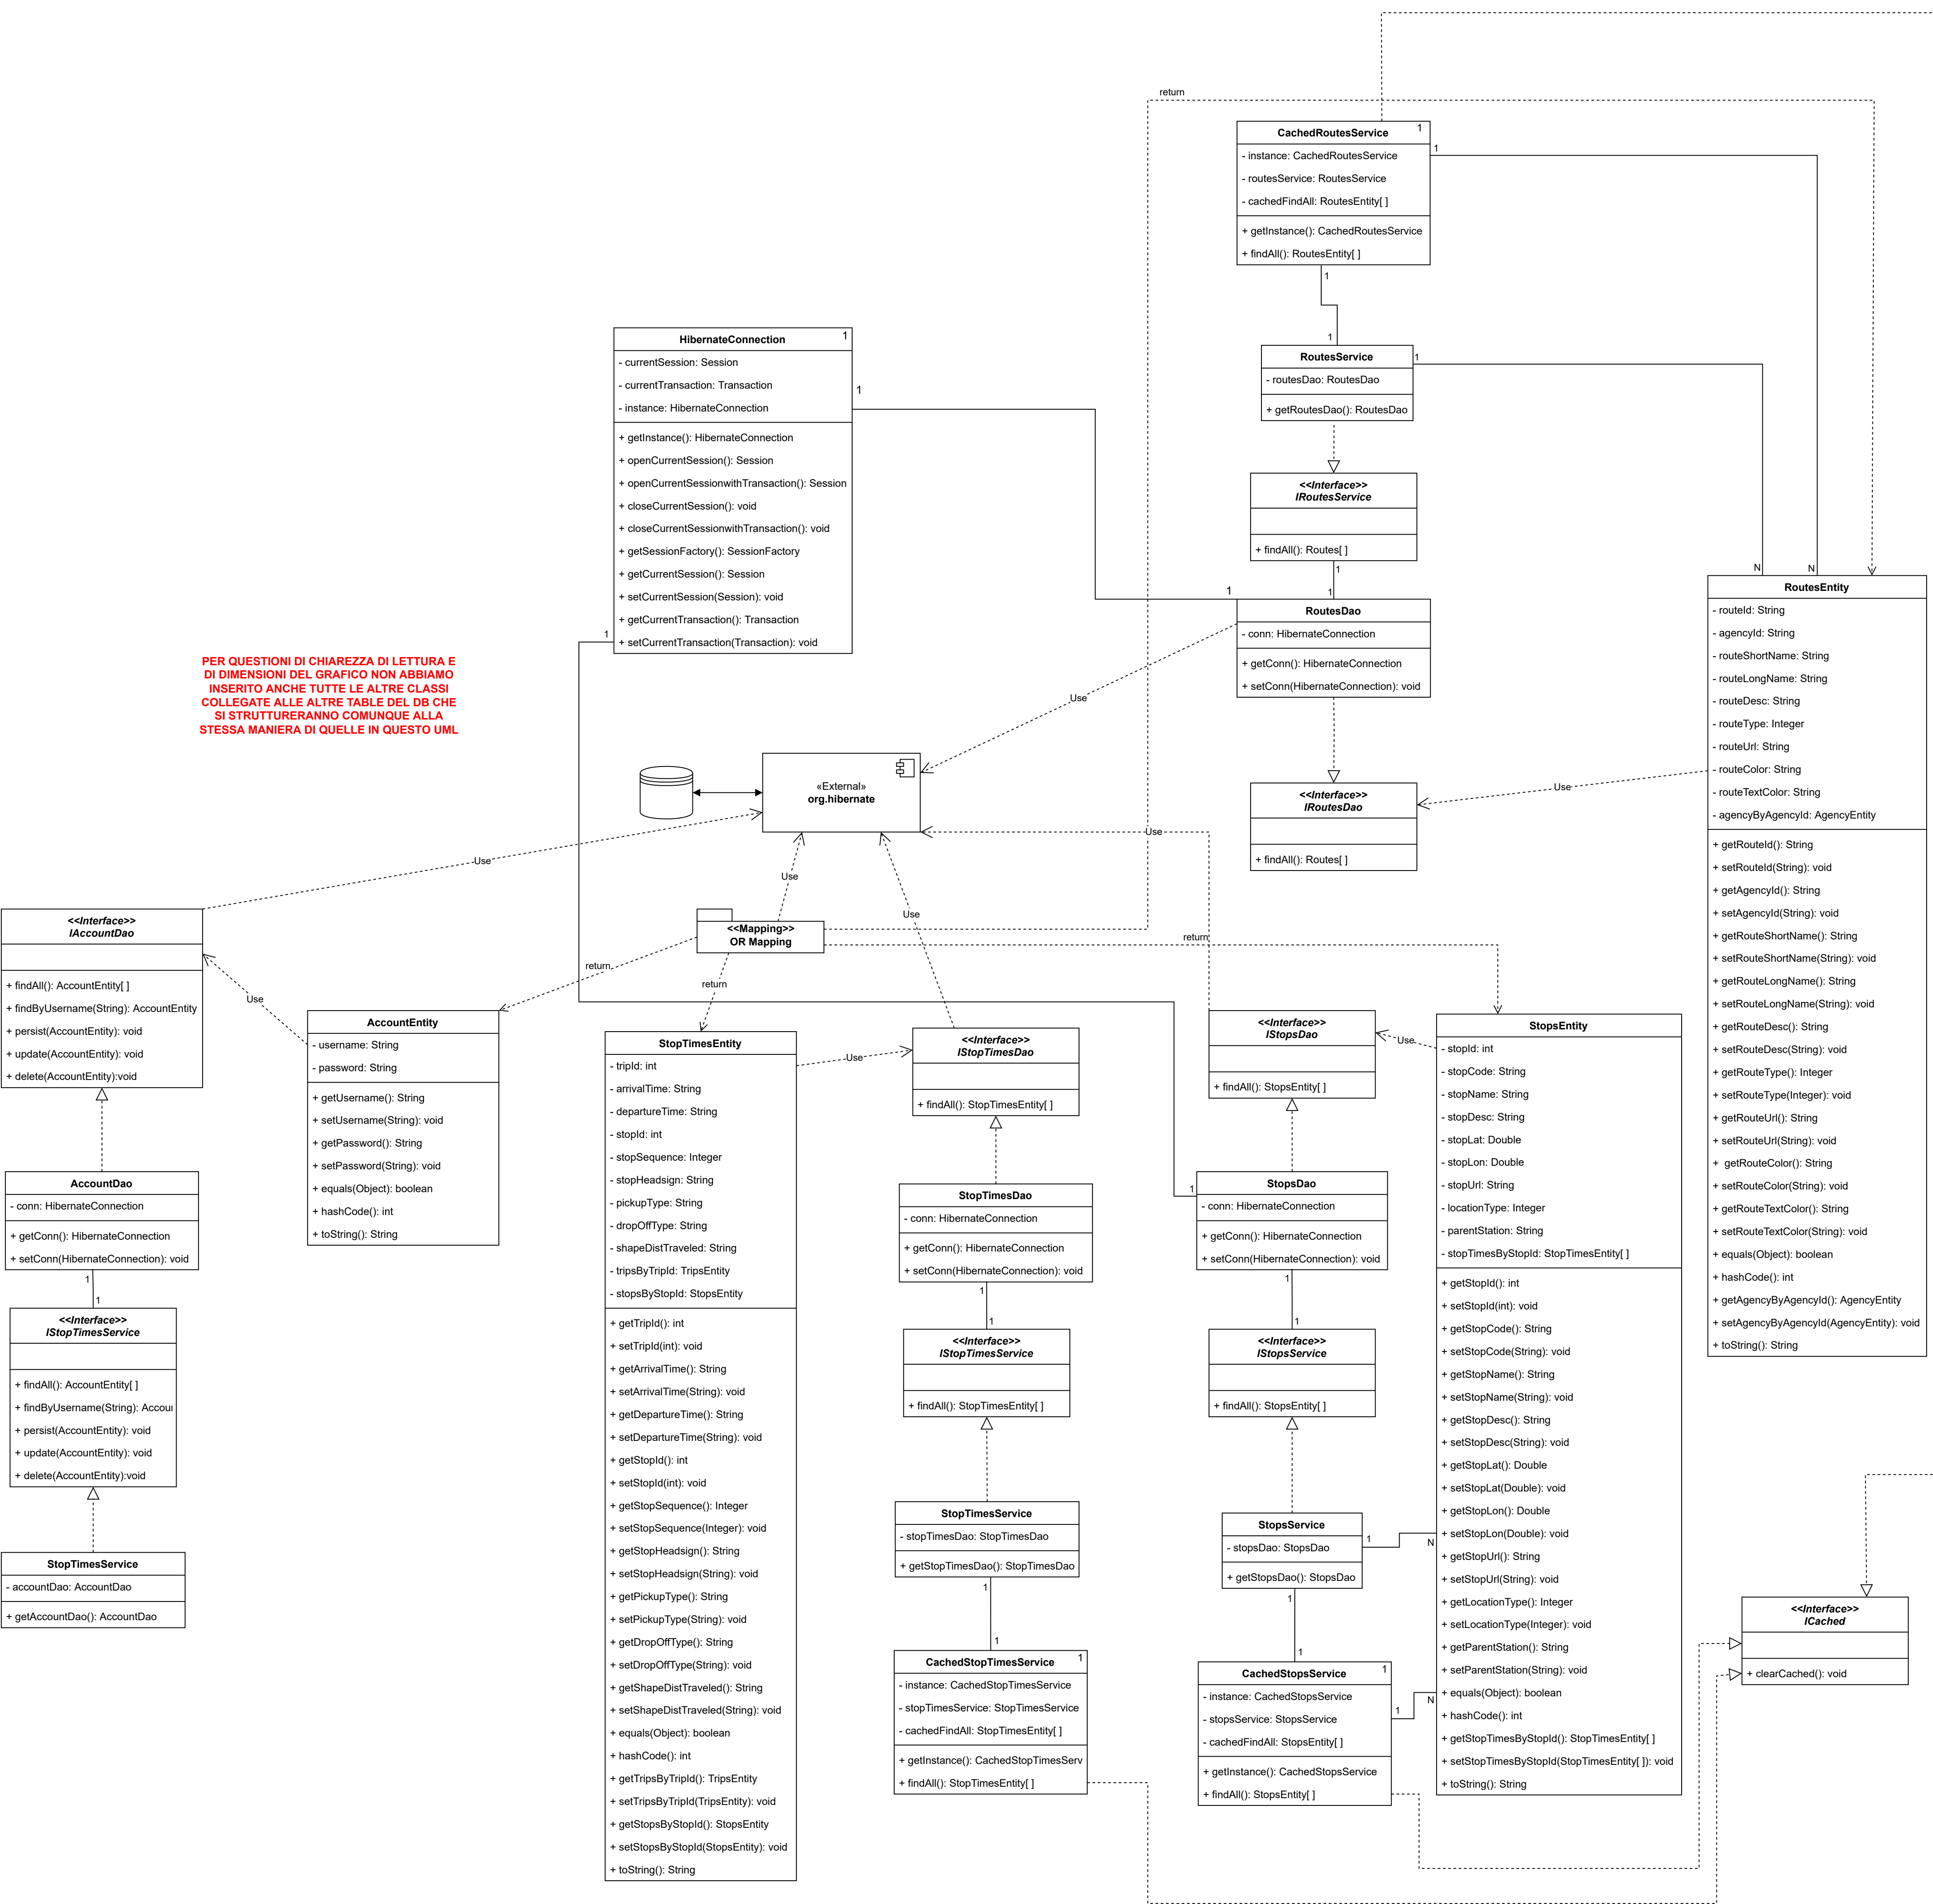 return
CachedRoutesService
1
- instance: CachedRoutesService
- routesService: RoutesService
- cachedFindAll: RoutesEntity[ ]
+ getInstance(): CachedRoutesService
+ findAll(): RoutesEntity[ ]
1
1
1
RoutesService
- routesDao: RoutesDao
+ getRoutesDao(): RoutesDao
1
<<Interface>>
IRoutesService
+ findAll(): Routes[ ]
1
1
RoutesDao
- conn: HibernateConnection
+ getConn(): HibernateConnection
+ setConn(HibernateConnection): void
1
Use
<<Interface>>
IRoutesDao
+ findAll(): Routes[ ]
Use
N
N
RoutesEntity
- routeId: String
- agencyId: String
- routeShortName: String
- routeLongName: String
- routeDesc: String
- routeType: Integer
- routeUrl: String
- routeColor: String
- routeTextColor: String
- agencyByAgencyId: AgencyEntity
+ getRouteId(): String
+ setRouteId(String): void
+ getAgencyId(): String
+ setAgencyId(String): void
+ getRouteShortName(): String
+ setRouteShortName(String): void
+ getRouteLongName(): String
+ setRouteLongName(String): void
+ getRouteDesc(): String
+ setRouteDesc(String): void
+ getRouteType(): Integer
+ setRouteType(Integer): void
+ getRouteUrl(): String
+ setRouteUrl(String): void
+  getRouteColor(): String
+ setRouteColor(String): void
+ getRouteTextColor(): String
+ setRouteTextColor(String): void
+ equals(Object): boolean
+ hashCode(): int
+ getAgencyByAgencyId(): AgencyEntity
+ setAgencyByAgencyId(AgencyEntity): void
+ toString(): String
HibernateConnection
1
- currentSession: Session
- currentTransaction: Transaction
- instance: HibernateConnection
+ getInstance(): HibernateConnection
+ openCurrentSession(): Session
+ openCurrentSessionwithTransaction(): Session
+ closeCurrentSession(): void
+ closeCurrentSessionwithTransaction(): void
+ getSessionFactory(): SessionFactory
+ getCurrentSession(): Session
+ setCurrentSession(Session): void
+ getCurrentTransaction(): Transaction
+ setCurrentTransaction(Transaction): void
1
1
PER QUESTIONI DI CHIAREZZA DI LETTURA E
DI DIMENSIONI DEL GRAFICO NON ABBIAMO
INSERITO ANCHE TUTTE LE ALTRE CLASSI
COLLEGATE ALLE ALTRE TABLE DEL DB CHE
SI STRUTTURERANNO COMUNQUE ALLA
STESSA MANIERA DI QUELLE IN QUESTO UML
«External»
org.hibernate
Use
Use
Use
Use
<<Mapping>>
OR Mapping
return
return
return
<<Interface>>
IAccountDao
+ findAll(): AccountEntity[ ]
+ findByUsername(String): AccountEntity
+ persist(AccountEntity): void
+ update(AccountEntity): void
+ delete(AccountEntity):void
Use
AccountEntity
- username: String
- password: String
+ getUsername(): String
+ setUsername(String): void
+ getPassword(): String
+ setPassword(String): void
+ equals(Object): boolean
+ hashCode(): int
+ toString(): String
AccountDao
- conn: HibernateConnection
+ getConn(): HibernateConnection
+ setConn(HibernateConnection): void
1
1
<<Interface>>
IStopTimesService
+ findAll(): AccountEntity[ ]
+ findByUsername(String): Accou
+ persist(AccountEntity): void
+ update(AccountEntity): void
+ delete(AccountEntity):void
StopTimesService
- accountDao: AccountDao
+ getAccountDao(): AccountDao
StopTimesEntity
- tripId: int
- arrivalTime: String
- departureTime: String
- stopId: int
- stopSequence: Integer
- stopHeadsign: String
- pickupType: String
- dropOffType: String
- shapeDistTraveled: String
- tripsByTripId: TripsEntity
- stopsByStopId: StopsEntity
+ getTripId(): int
+ setTripId(int): void
+ getArrivalTime(): String
+ setArrivalTime(String): void
+ getDepartureTime(): String
+ setDepartureTime(String): void
+ getStopId(): int
+ setStopId(int): void
+ getStopSequence(): Integer
+ setStopSequence(Integer): void
+ getStopHeadsign(): String
+ setStopHeadsign(String): void
+ getPickupType(): String
+ setPickupType(String): void
+ getDropOffType(): String
+ setDropOffType(String): void
+ getShapeDistTraveled(): String
+ setShapeDistTraveled(String): void
+ equals(Object): boolean
+ hashCode(): int
+ getTripsByTripId(): TripsEntity
+ setTripsByTripId(TripsEntity): void
+ getStopsByStopId(): StopsEntity
+ setStopsByStopId(StopsEntity): void
+ toString(): String
Use
<<Interface>>
IStopTimesDao
+ findAll(): StopTimesEntity[ ]
StopTimesDao
- conn: HibernateConnection
+ getConn(): HibernateConnection
+ setConn(HibernateConnection): void
1
1
<<Interface>>
IStopTimesService
+ findAll(): StopTimesEntity[ ]
StopTimesService
- stopTimesDao: StopTimesDao
+ getStopTimesDao(): StopTimesDao
1
1
CachedStopTimesService
1
- instance: CachedStopTimesService
- stopTimesService: StopTimesService
- cachedFindAll: StopTimesEntity[ ]
+ getInstance(): CachedStopTimesServ
+ findAll(): StopTimesEntity[ ]
<<Interface>>
IStopsDao
+ findAll(): StopsEntity[ ]
Use
1
StopsDao
- conn: HibernateConnection
+ getConn(): HibernateConnection
+ setConn(HibernateConnection): void
1
1
<<Interface>>
IStopsService
+ findAll(): StopsEntity[ ]
StopsService
- stopsDao: StopsDao
+ getStopsDao(): StopsDao
1
N
1
1
CachedStopsService
1
- instance: CachedStopsService
- stopsService: StopsService
- cachedFindAll: StopsEntity[ ]
+ getInstance(): CachedStopsService
+ findAll(): StopsEntity[ ]
1
N
StopsEntity
- stopId: int
- stopCode: String
- stopName: String
- stopDesc: String
- stopLat: Double
- stopLon: Double
- stopUrl: String
- locationType: Integer
- parentStation: String
- stopTimesByStopId: StopTimesEntity[ ]
+ getStopId(): int
+ setStopId(int): void
+ getStopCode(): String
+ setStopCode(String): void
+ getStopName(): String
+ setStopName(String): void
+ getStopDesc(): String
+ setStopDesc(String): void
+ getStopLat(): Double
+ setStopLat(Double): void
+ getStopLon(): Double
+ setStopLon(Double): void
+ getStopUrl(): String
+ setStopUrl(String): void
+ getLocationType(): Integer
+ setLocationType(Integer): void
+ getParentStation(): String
+ setParentStation(String): void
+ equals(Object): boolean
+ hashCode(): int
+ getStopTimesByStopId(): StopTimesEntity[ ]
+ setStopTimesByStopId(StopTimesEntity[ ]): void
+ toString(): String
<<Interface>>
ICached
+ clearCached(): void